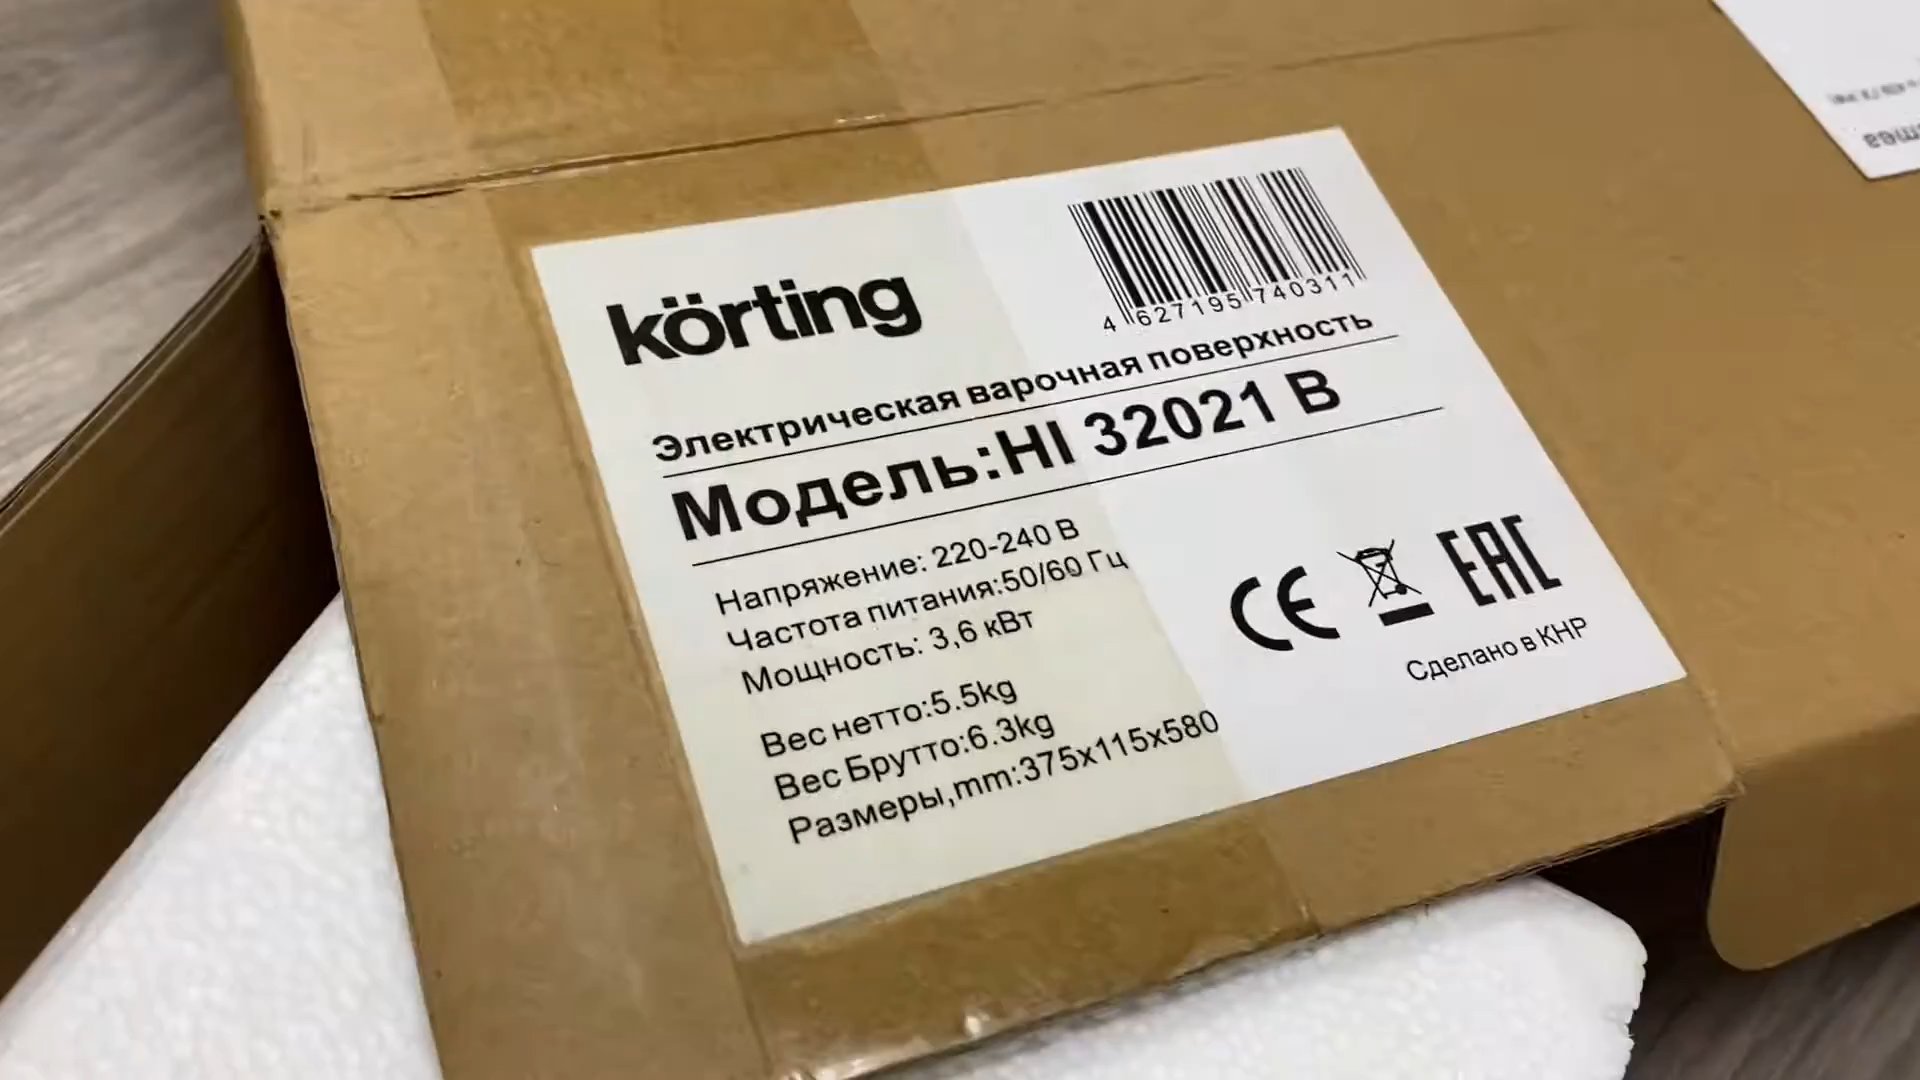 körting
4 627195 740311
Электрическая варочная поверхность
Модель:HI 32021 B
Напряжение: 220-240 В
Частота питания:50/60 Гц
Мощность: 3,6 кВт
Вес нетто:5.5kg
Вес Брутто:6.3kg
Размеры,mm:375x115x580
CE
EAC
Сделано в КНР